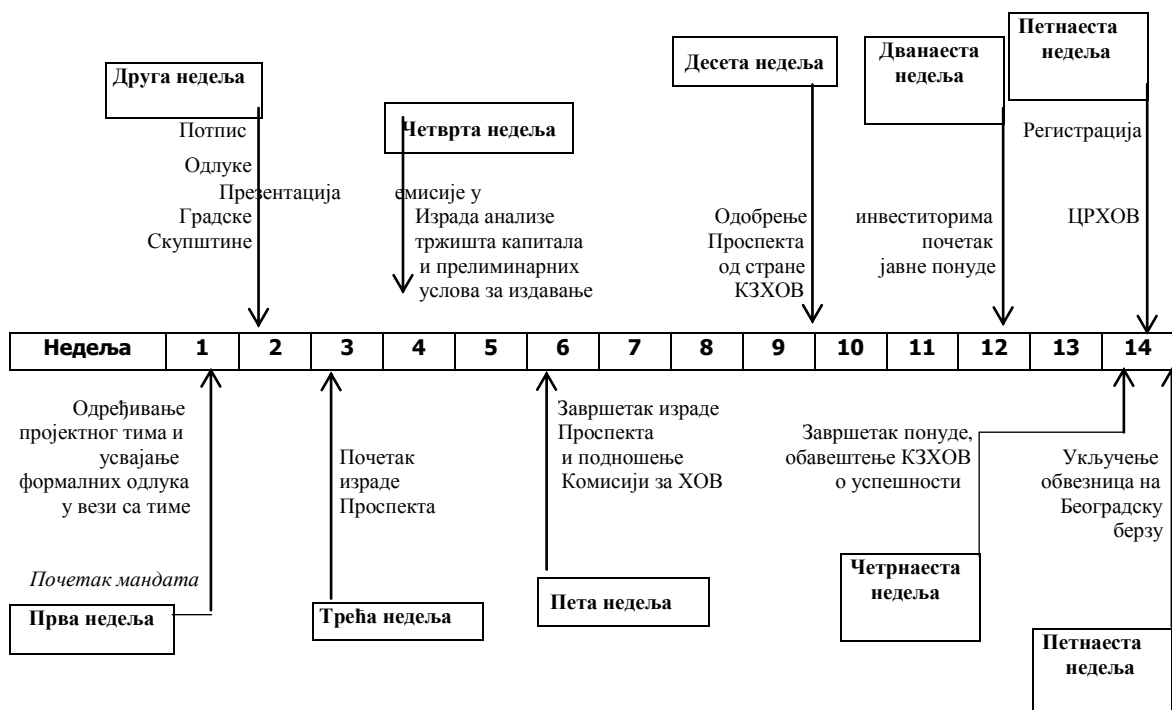 Друга недеља
Потпис
Одлуке
Градске
Скупштине
Четврта недеља
Презентација емисије у
Израда анализе
тржишта капитала
и прелиминарних
услова за издавање
Десета недеља
Одобрење
Проспекта
од стране
КЗХОВ
Дванаеста
недеља
инвеститорима
почетак
јавне понуде
Петнаеста
недеља
Регистрација
ЦРХОВ
Недеља 1 2 3 4 5 6 7 8 9 10 11 12 13 14
Одређивање
пројектног тима и
усвајање
формалних одлука
у вези са тиме
Почетак мандата
Прва недеља
Почетак
израде
Проспекта
Трећа недеља
Завршетак израде
Проспекта
и подношење
Комисији за ХОВ
Пета недеља
Завршетак понуде,
обавештење КЗХОВ
о успешности
Четрнаеста
недеља
Укључење
обвезница на
Београдску
берзу
Петнаеста
недеља